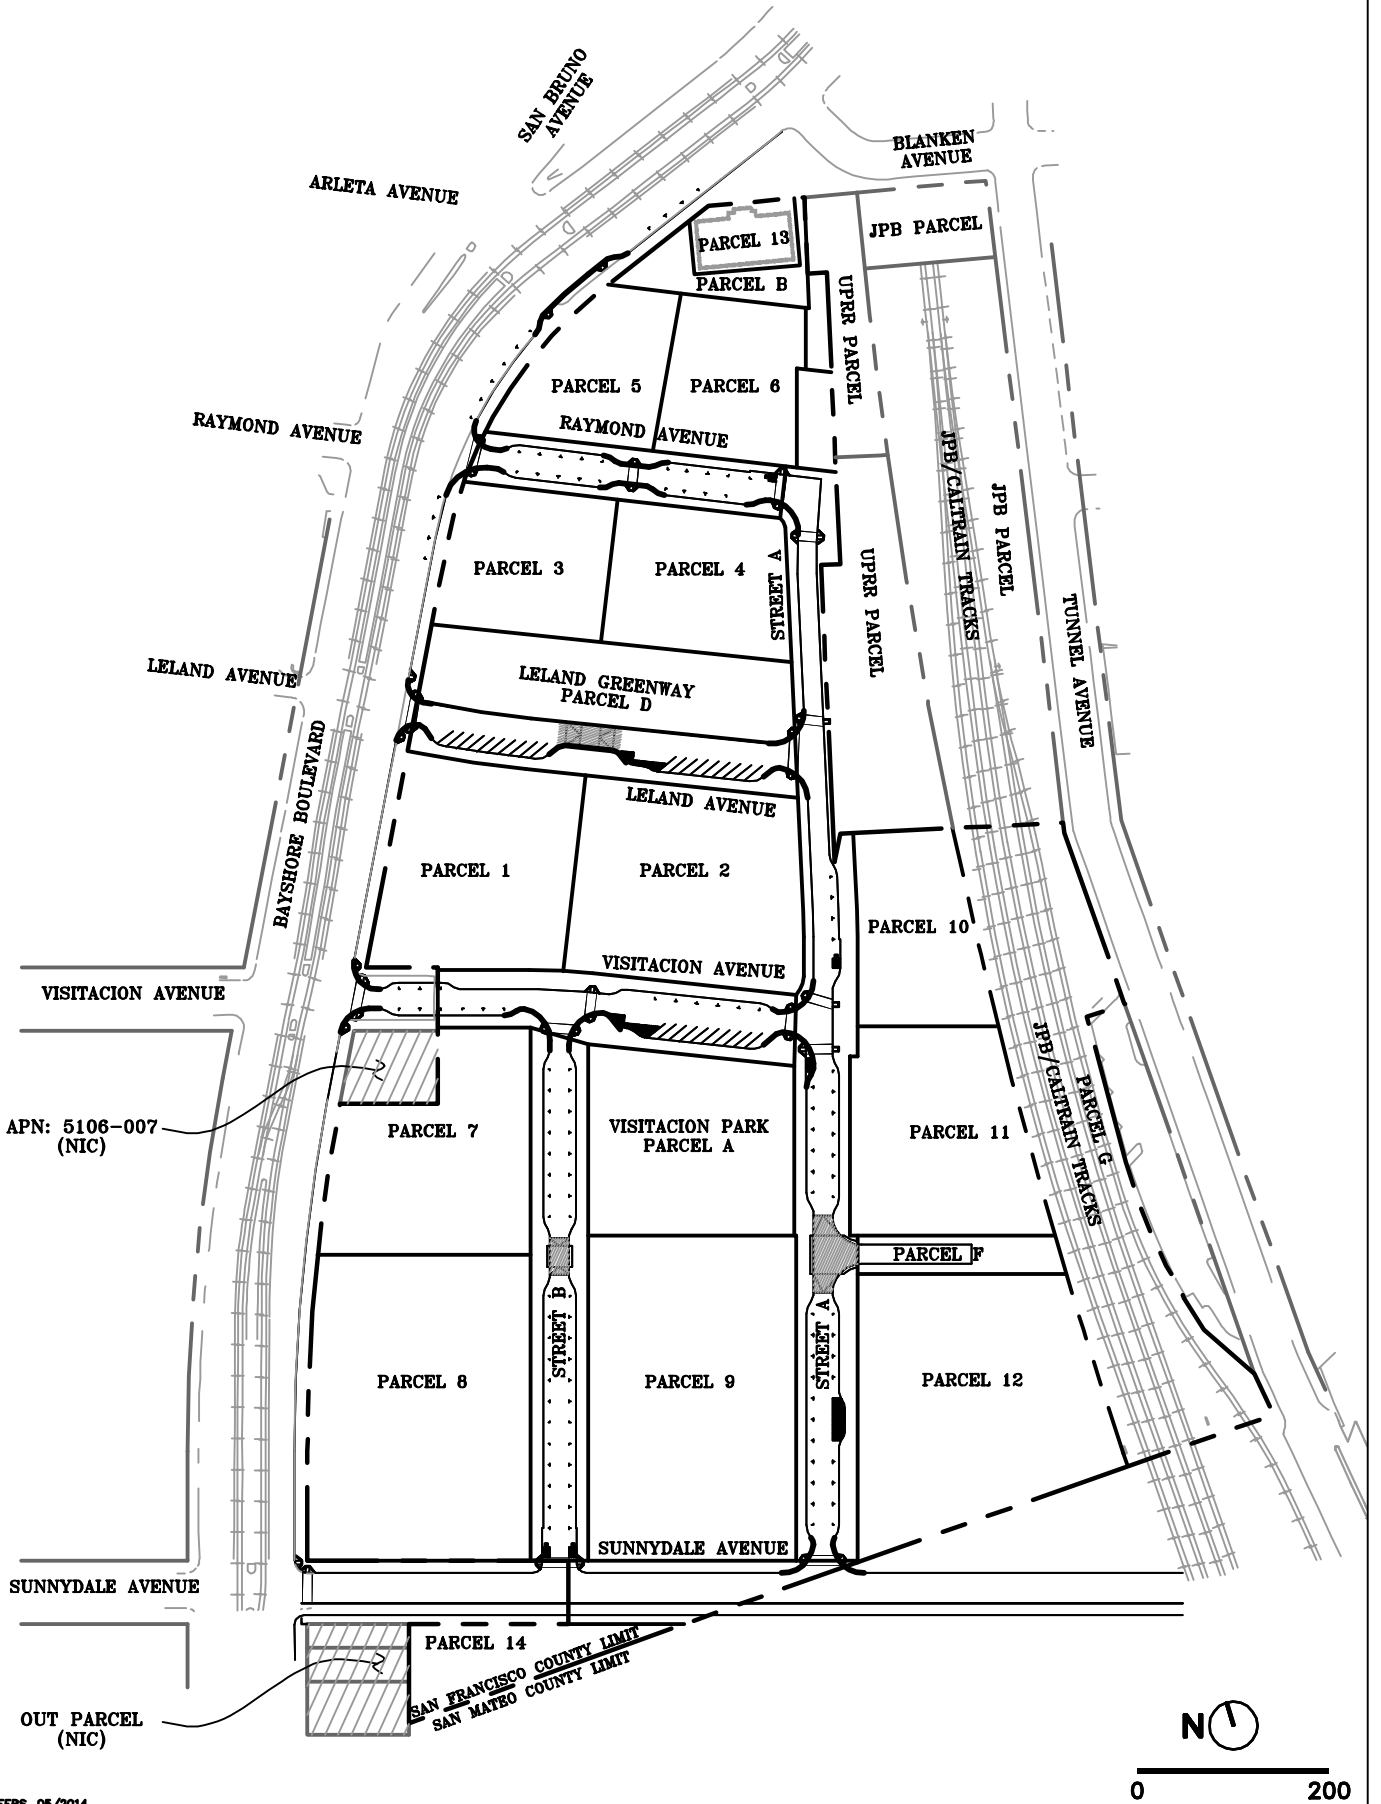 SAN BRUNO
AVENUE
BLANKEN
AVENUE
ARLETA AVENUE
JPB PARCEL
PARCEL 13
PARCEL B
UPRR PARCEL
PARCEL 5
PARCEL 6
RAYMOND AVENUE
RAYMOND AVENUE
JPB/CALTRAIN TRACKS
JPB PARCEL
PARCEL 3
PARCEL 4
STREET A
UPRR PARCEL
TUNNEL AVENUE
LELAND AVENUE
LELAND GREENWAY
PARCEL D
BAYSHORE BOULEVARD
LELAND AVENUE
PARCEL 1
PARCEL 2
PARCEL 10
VISITACION AVENUE
VISITACION AVENUE
JPB/CALTRAIN TRACKS
PARCEL G
APN: 5106-007
(NIC)
PARCEL 7
VISITACION PARK
PARCEL A
PARCEL 11
PARCEL F
STREET B
STREET A
PARCEL 8
PARCEL 9
PARCEL 12
SUNNYDALE AVENUE
SUNNYDALE AVENUE
PARCEL 14
SAN FRANCISCO COUNTY LIMIT
SAN MATEO COUNTY LIMIT
OUT PARCEL
(NIC)
N
0 200